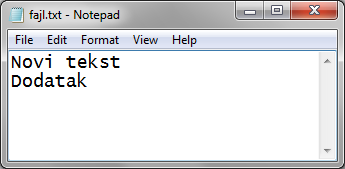 fajl.txt - Notepad
File Edit Format View Help
Novi tekst
Dodatak